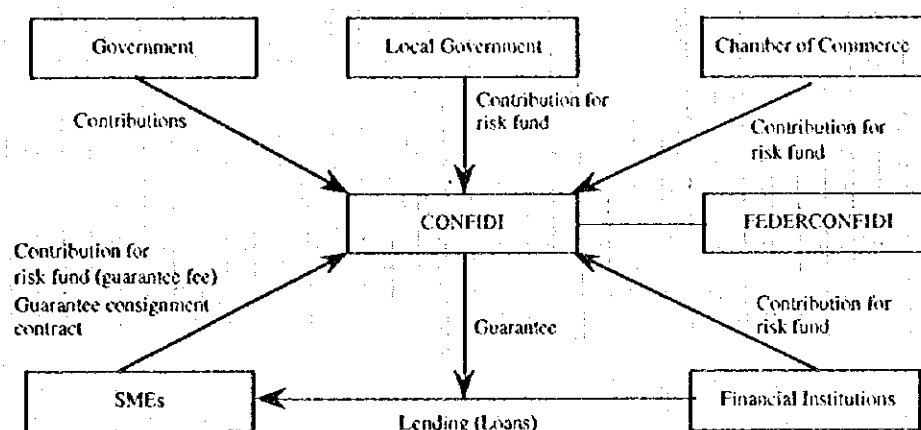 Government
Local Government
Chamber of Commerce
Contributions
Contribution for
risk fund
Contribution for
risk fund
CONFIDI
FEDERCONFIDI
Contribution for
risk fund (guarantee fee)
Guarantee consignment
contract
Guarantee
Contribution for
risk fund
SMEs
Lending (Loans)
Financial Institutions